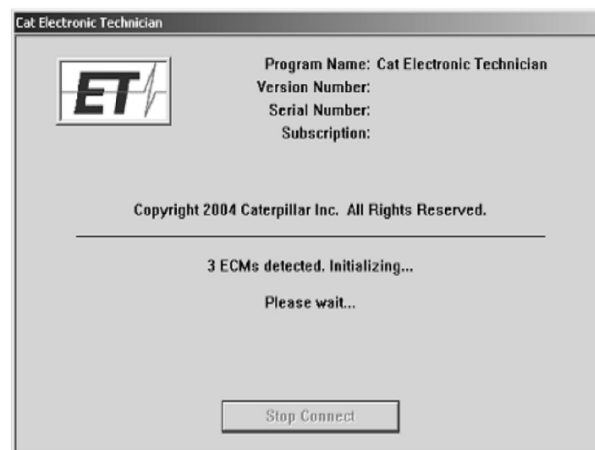 Cat Electronic Technician
ET
Program Name: Cat Electronic Technician
Version Number:
Serial Number:
Subscription:
Copyright 2004 Caterpillar Inc. All Rights Reserved.
3 ECMs detected. Initializing...
Please wait...
Stop Connect